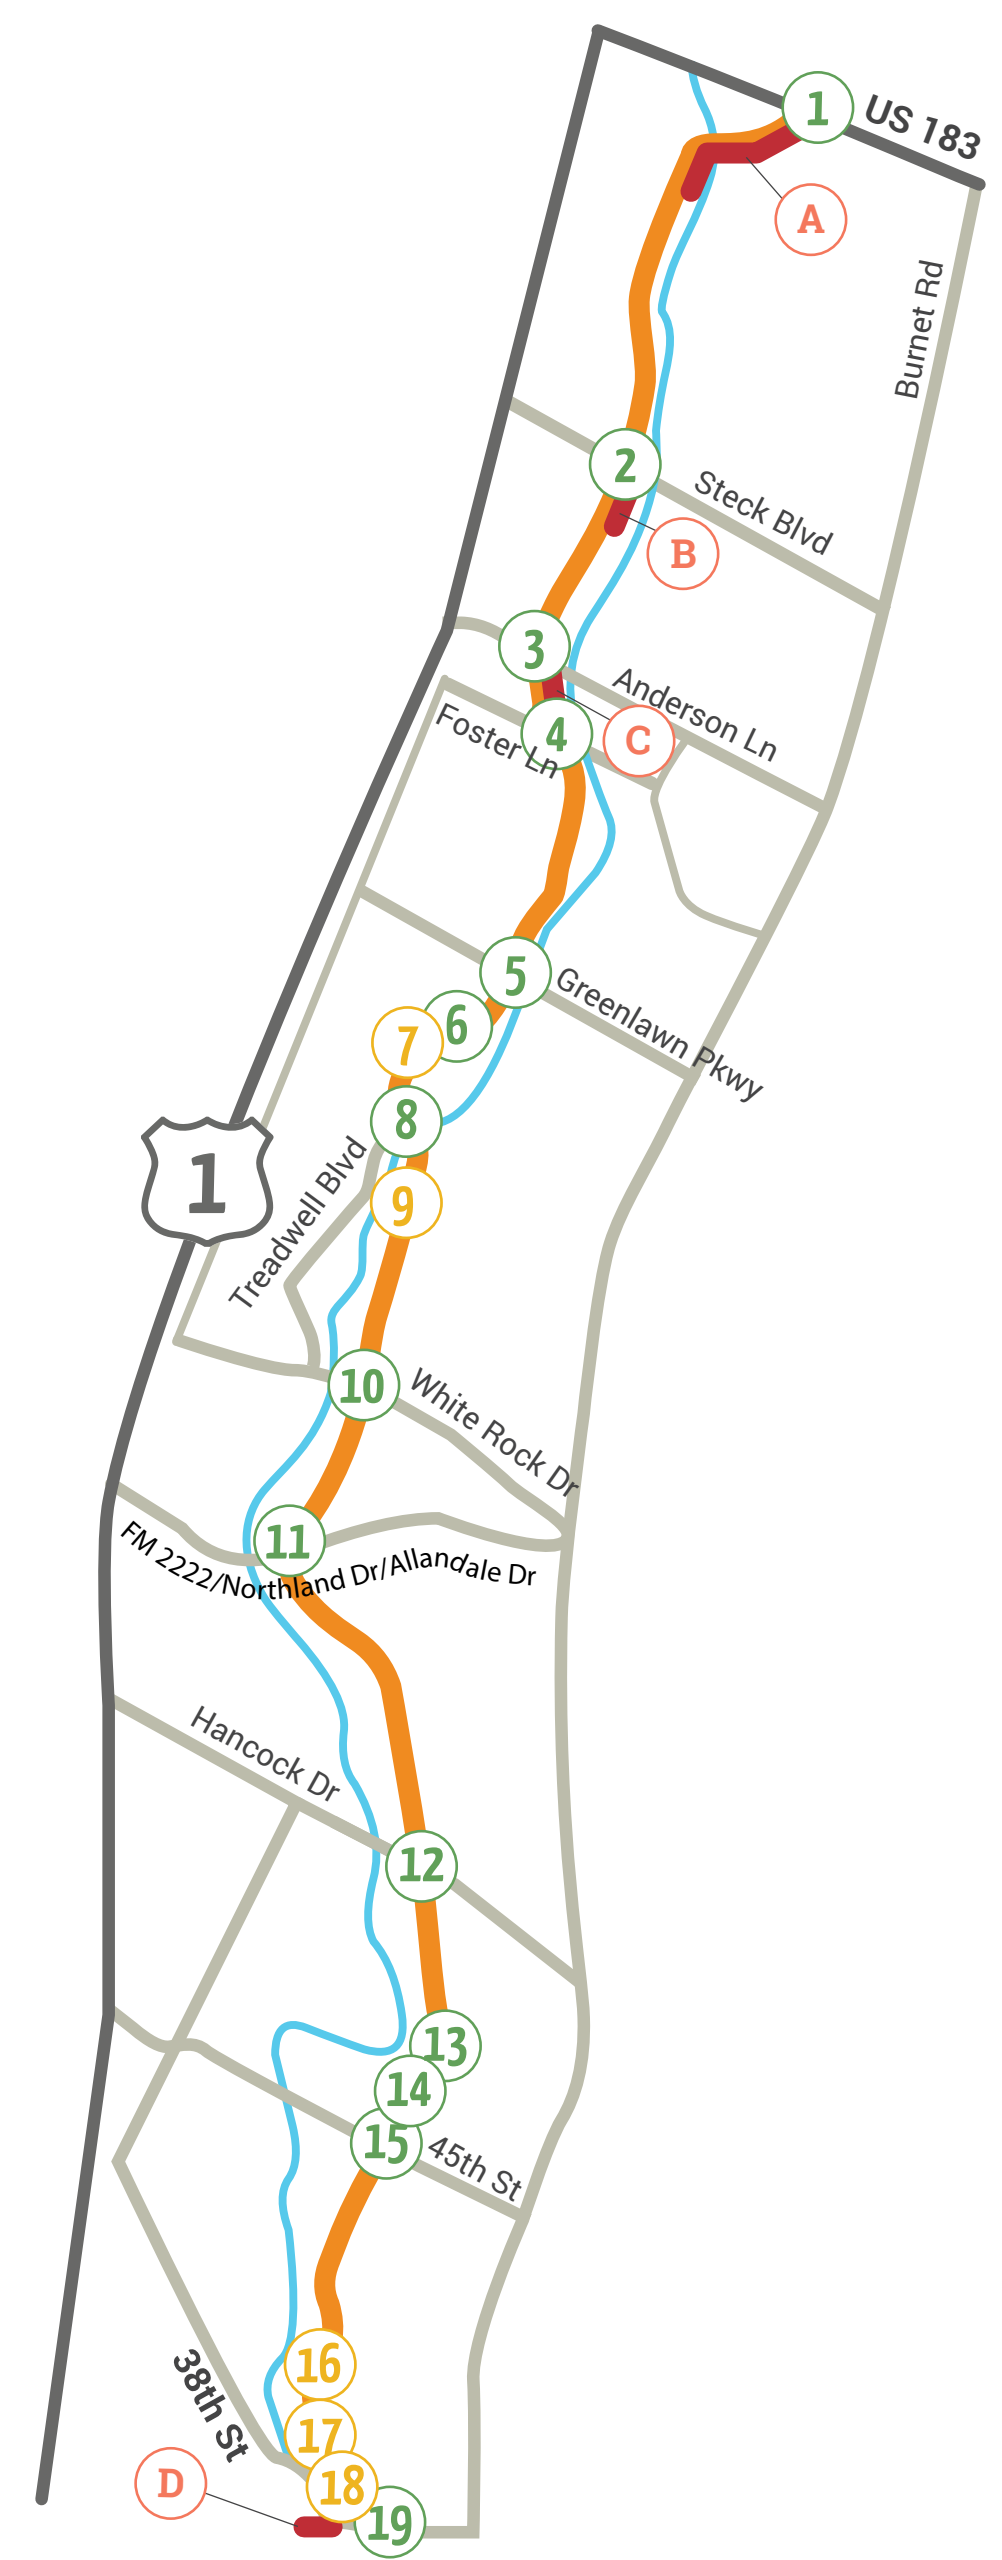 1
US 183
A
Burnet Rd
2
Steck Blvd
B
3
Anderson Ln
Foster Ln
4
C
5
Greenlawn Pkwy
6
7
8
Treadwell Blvd
1
9
10
White Rock Dr
11
FM 2222/Northland Dr/Allandale Dr
Hancock Dr
12
13
14
15
45th St
16
38th St
17
18
D
19